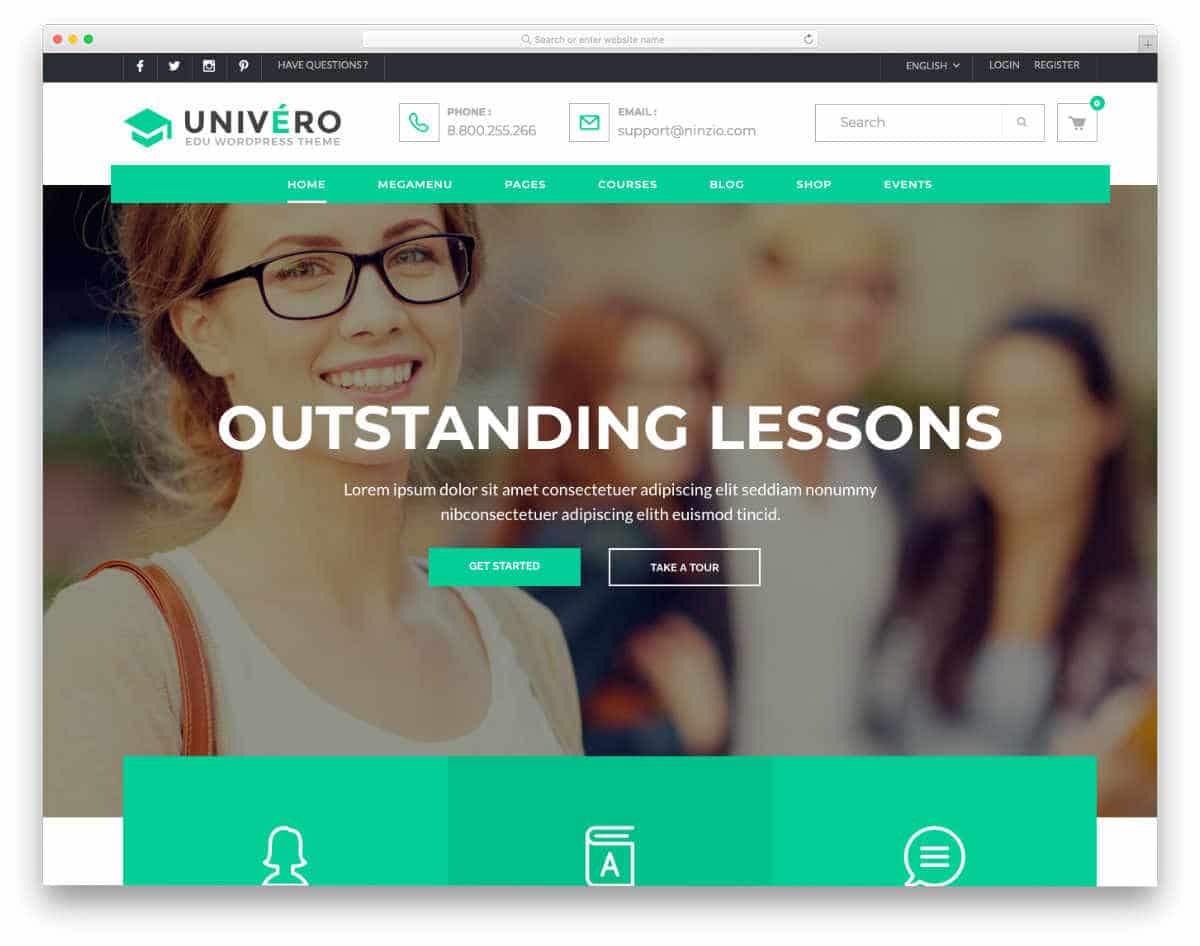 Search or enter website name
HAVE QUESTIONS ?
ENGLISH
LOGIN
REGISTER
UNIVÉRO
EDU WORDPRESS THEME
PHONE :
8.800.255.266
EMAIL :
support@ninzio.com
Search
0
HOME
MEGAMENU
PAGES
COURSES
BLOG
SHOP
EVENTS
OUTSTANDING LESSONS
Lorem ipsum dolor sit amet consectetuer adipiscing elit seddiam nonummy
nibconsectetuer adipiscing elith euismod tincid.
GET STARTED
TAKE A TOUR
A